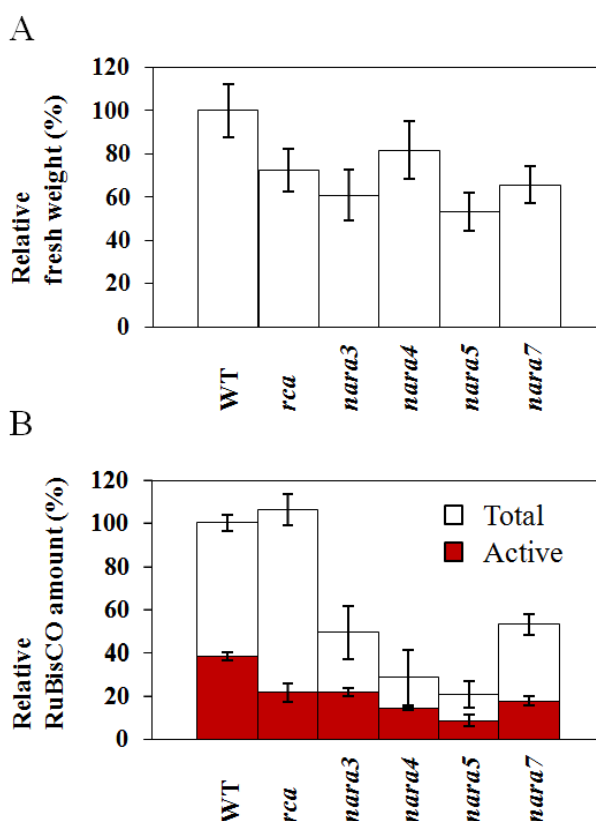 A
Relative
fresh weight (%)
120
100
80
60
40
20
0
WT
rca
nara3
nara4
nara5
nara7
B
Relative
RuBisCO amount (%)
120
100
80
60
40
20
0
Total
Active
WT
rca
nara3
nara4
nara5
nara7